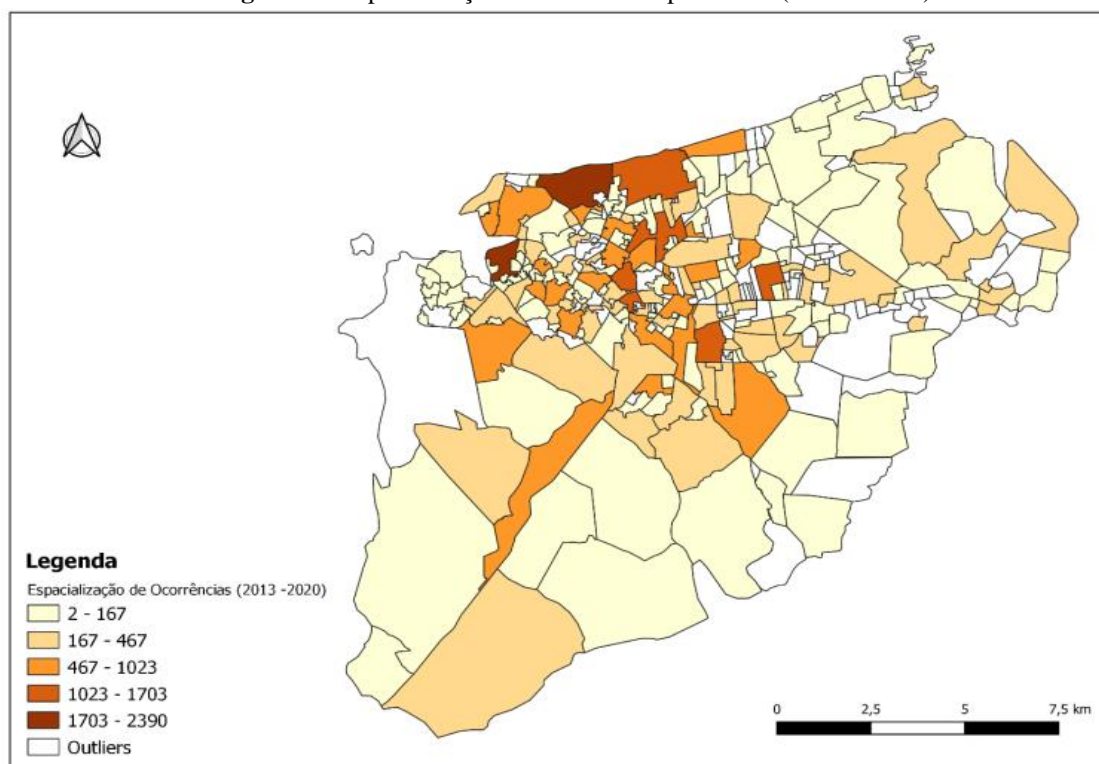 Legenda
Espacialização de Ocorrências (2013 -2020)
2 - 167
167 - 467
467 - 1023
1023 - 1703
1703 - 2390
Outliers
0 2,5 5 7,5 km